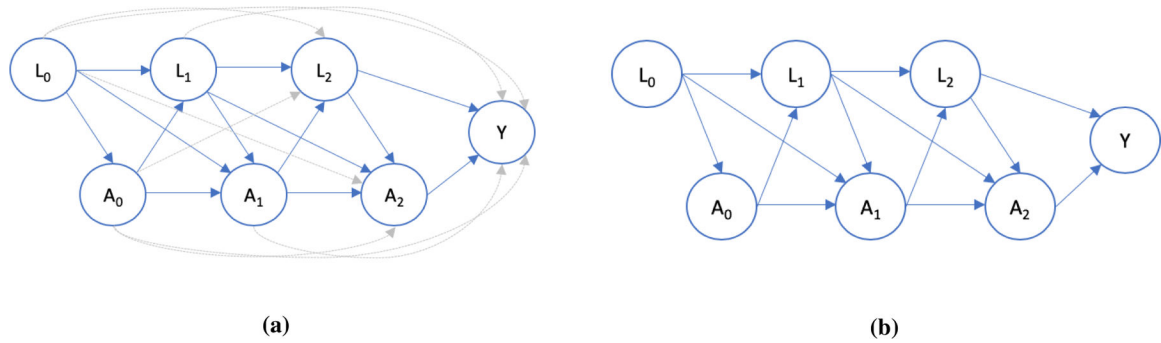 L₀ L₁ L₂
Y
A₀ A₁ A₂
(a)
L₀ L₁ L₂
Y
A₀ A₁ A₂
(b)